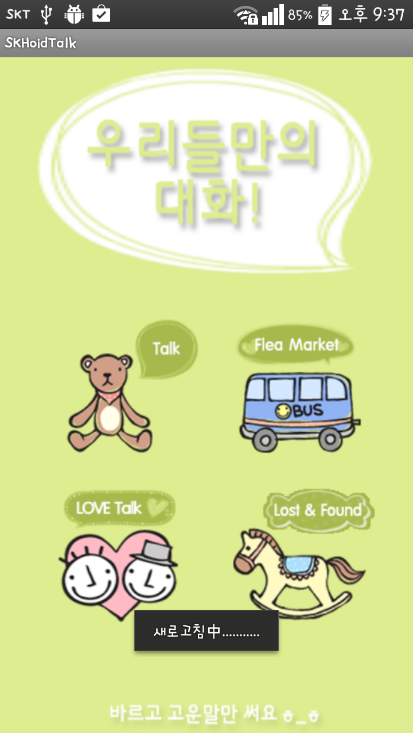 SKT 85% 오후 9:37
SKHoidTalk
우리들만의
대화!
Talk
Flea Market
BUS
LOVE Talk
Lost & Found
새로고침中...........
바르고 고운말만 써요 ㅎ_ㅎ